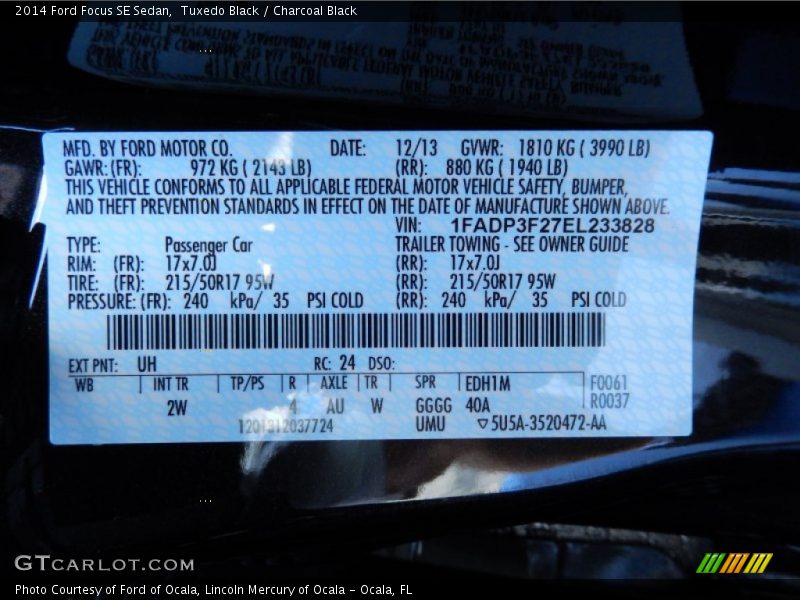 2014 Ford Focus SE Sedan,  Tuxedo Black / Charcoal Black
MFD. BY FORD MOTOR CO. DATE: 12/13 GVWR: 1810 KG ( 3990 LB)
GAWR: (FR): 972 KG ( 2143 LB) (RR): 880 KG ( 1940 LB)
THIS VEHICLE CONFORMS TO ALL APPLICABLE FEDERAL MOTOR VEHICLE SAFETY, BUMPER,
AND THEFT PREVENTION STANDARDS IN EFFECT ON THE DATE OF MANUFACTURE SHOWN ABOVE.
VIN: 1FADP3F27EL233828
TYPE: Passenger Car TRAILER TOWING - SEE OWNER GUIDE
RIM: (FR): 17x7.0J (RR): 17x7.0J
TIRE: (FR): 215/50R17 95W (RR): 215/50R17 95W
PRESSURE: (FR): 240 kPa/ 35 PSI COLD (RR): 240 kPa/ 35 PSI COLD
EXT PNT: UH RC: 24 DSO:
WB INT TR TP/PS R AXLE TR SPR EDH1M F0061
2W 4 AU W GGGG 40A R0037
1201312037724 UMU ▽5U5A-3520472-AA
GTCARLOT.COM
Photo Courtesy of Ford of Ocala, Lincoln Mercury of Ocala – Ocala, FL